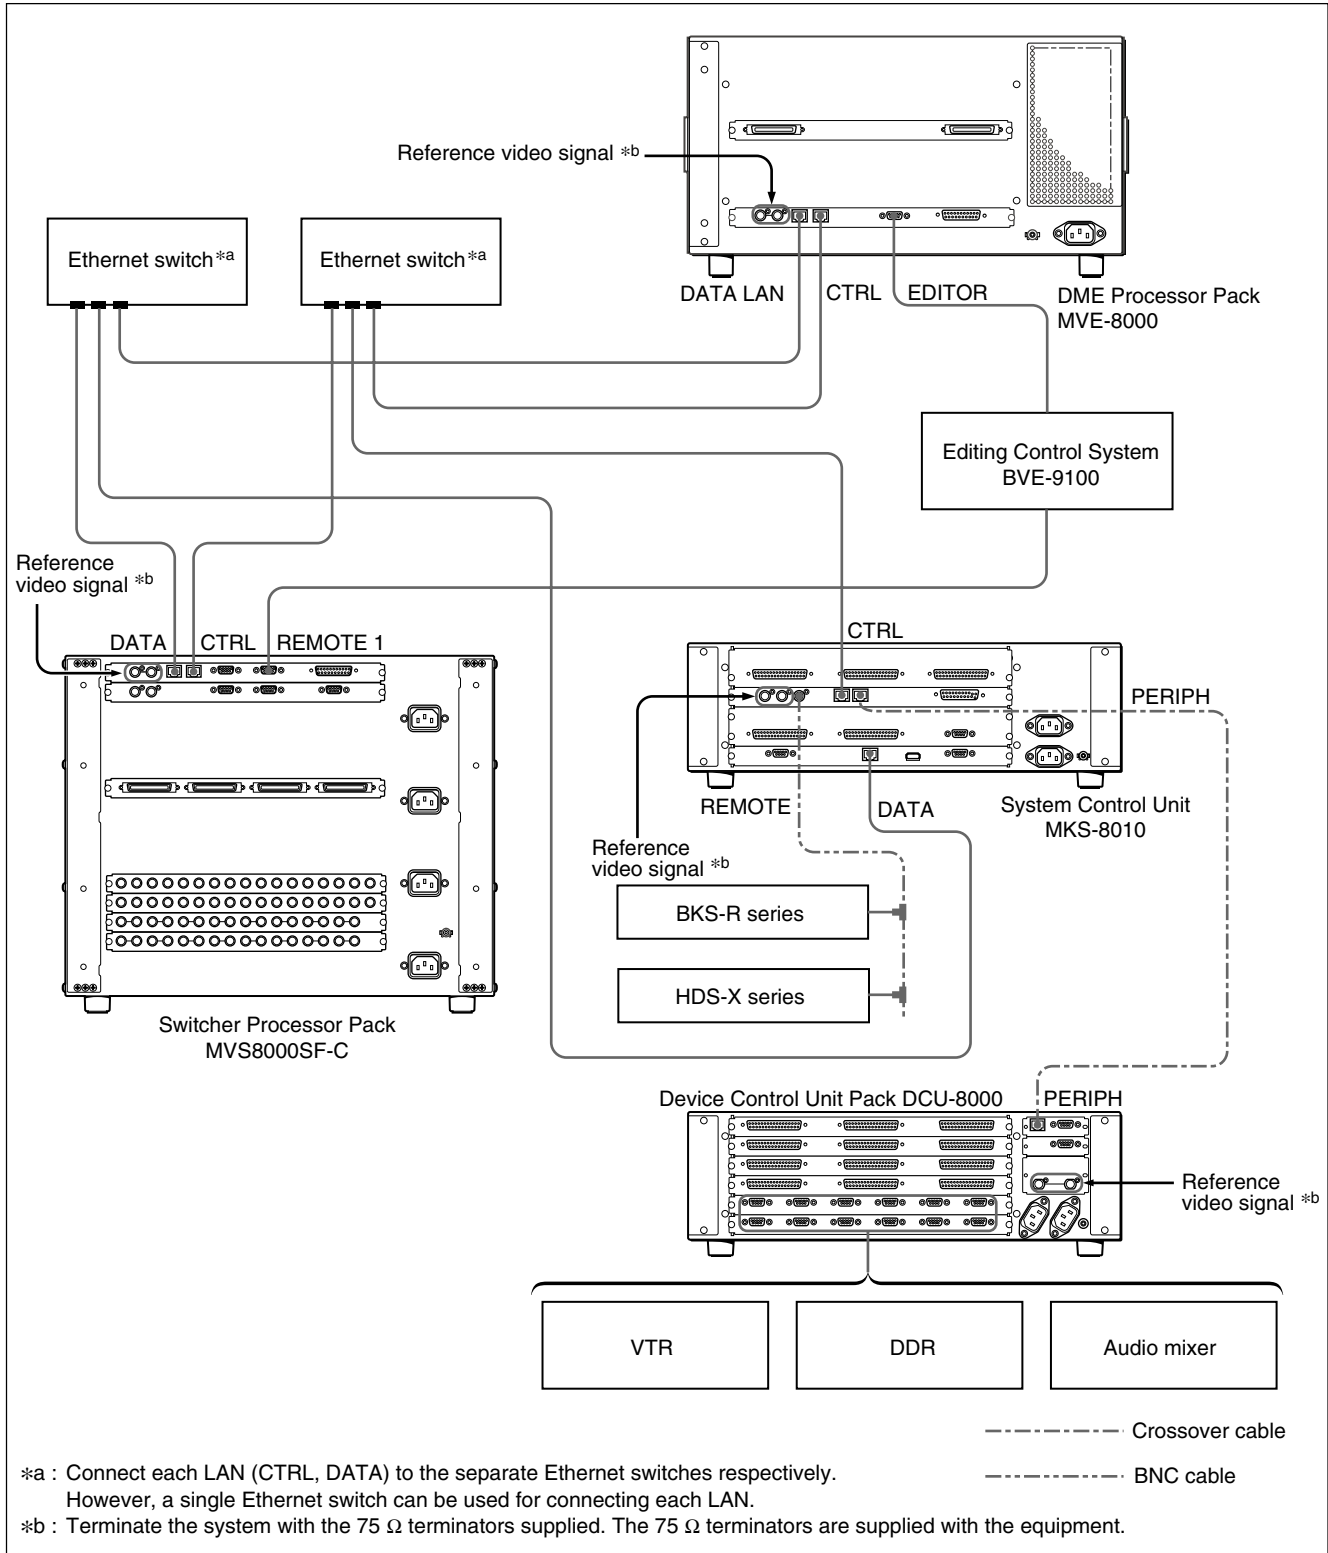 Reference video signal *b
Ethernet switch*a
Ethernet switch*a
DATA LAN
CTRL
EDITOR
DME Processor Pack
MVE-8000
Editing Control System
BVE-9100
Reference
video signal *b
DATA
CTRL
REMOTE 1
CTRL
PERIPH
REMOTE
DATA
System Control Unit
MKS-8010
Reference
video signal *b
BKS-R series
HDS-X series
Switcher Processor Pack
MVS8000SF-C
Device Control Unit Pack DCU-8000
PERIPH
Reference
video signal *b
VTR
DDR
Audio mixer
Crossover cable
BNC cable
*a : Connect each LAN (CTRL, DATA) to the separate Ethernet switches respectively.
However, a single Ethernet switch can be used for connecting each LAN.
*b : Terminate the system with the 75 Ω terminators supplied. The 75 Ω terminators are supplied with the equipment.